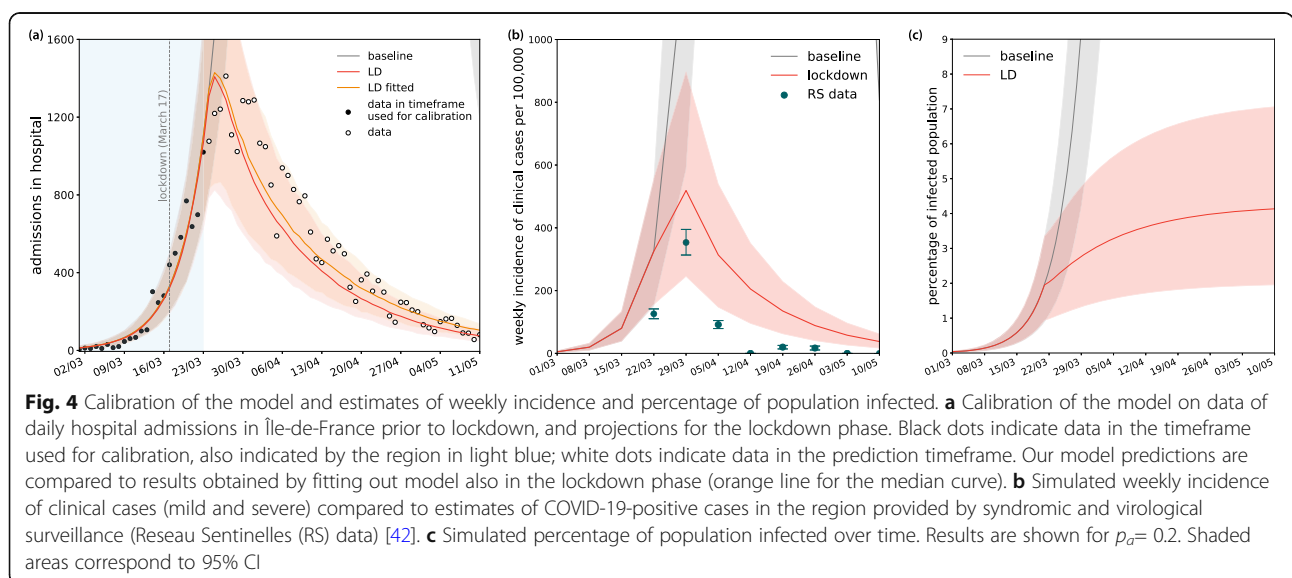 (a)
1600
1200
800
400
0
admissions in hospital
lockdown (March 17)
baseline
LD
LD fitted
data in timeframe
used for calibration
data
02/03
09/03
16/03
23/03
30/03
06/04
13/04
20/04
27/04
04/05
11/05
(b)
1000
800
600
400
200
0
weekly incidence of clinical cases per 100,000
baseline
lockdown
RS data
01/03
08/03
15/03
22/03
29/03
05/04
12/04
19/04
26/04
03/05
10/05
(c)
9
8
7
6
5
4
3
2
1
0
percentage of infected population
baseline
LD
01/03
08/03
15/03
22/03
29/03
05/04
12/04
19/04
26/04
03/05
10/05
Fig. 4 Calibration of the model and estimates of weekly incidence and percentage of population infected. a Calibration of the model on data of
daily hospital admissions in Île-de-France prior to lockdown, and projections for the lockdown phase. Black dots indicate data in the timeframe
used for calibration, also indicated by the region in light blue; white dots indicate data in the prediction timeframe. Our model predictions are
compared to results obtained by fitting out model also in the lockdown phase (orange line for the median curve). b Simulated weekly incidence
of clinical cases (mild and severe) compared to estimates of COVID-19-positive cases in the region provided by syndromic and virological
surveillance (Reseau Sentinelles (RS) data) [42]. c Simulated percentage of population infected over time. Results are shown for pa= 0.2. Shaded
areas correspond to 95% CI